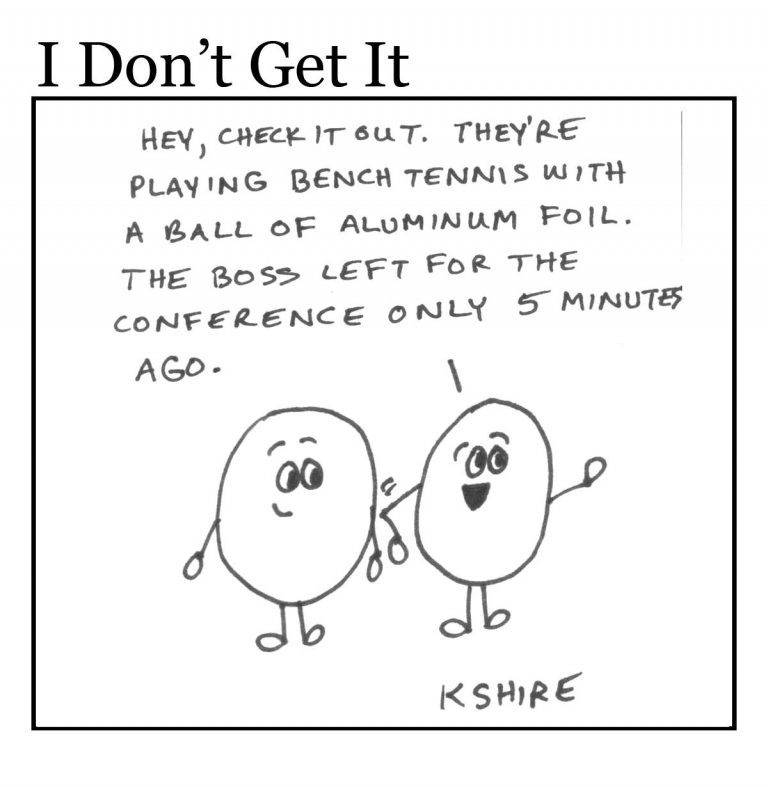 I Don’t Get It
HEY, CHECK IT OUT. THEY'RE
PLAYING BENCH TENNIS WITH
A BALL OF ALUMINUM FOIL.
THE BOSS LEFT FOR THE
CONFERENCE ONLY 5 MINUTES
AGO.
KSHIRE